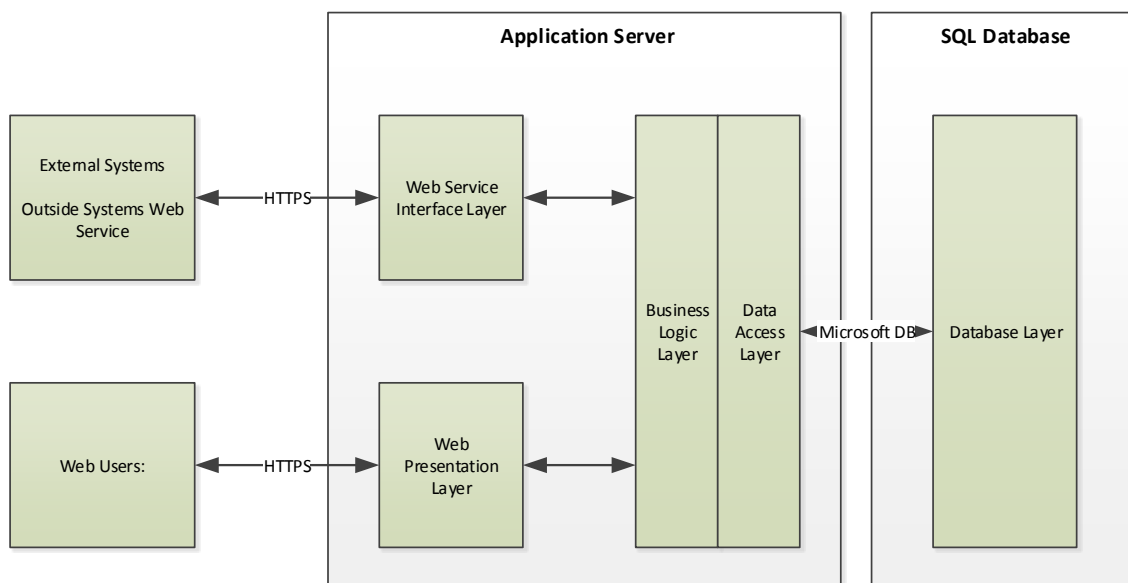 Application Server
SQL Database
External Systems
Outside Systems Web
Service
HTTPS
Web Service
Interface Layer
Business
Logic
Layer
Data
Access
Layer
Microsoft DB
Database Layer
Web Users:
HTTPS
Web
Presentation
Layer